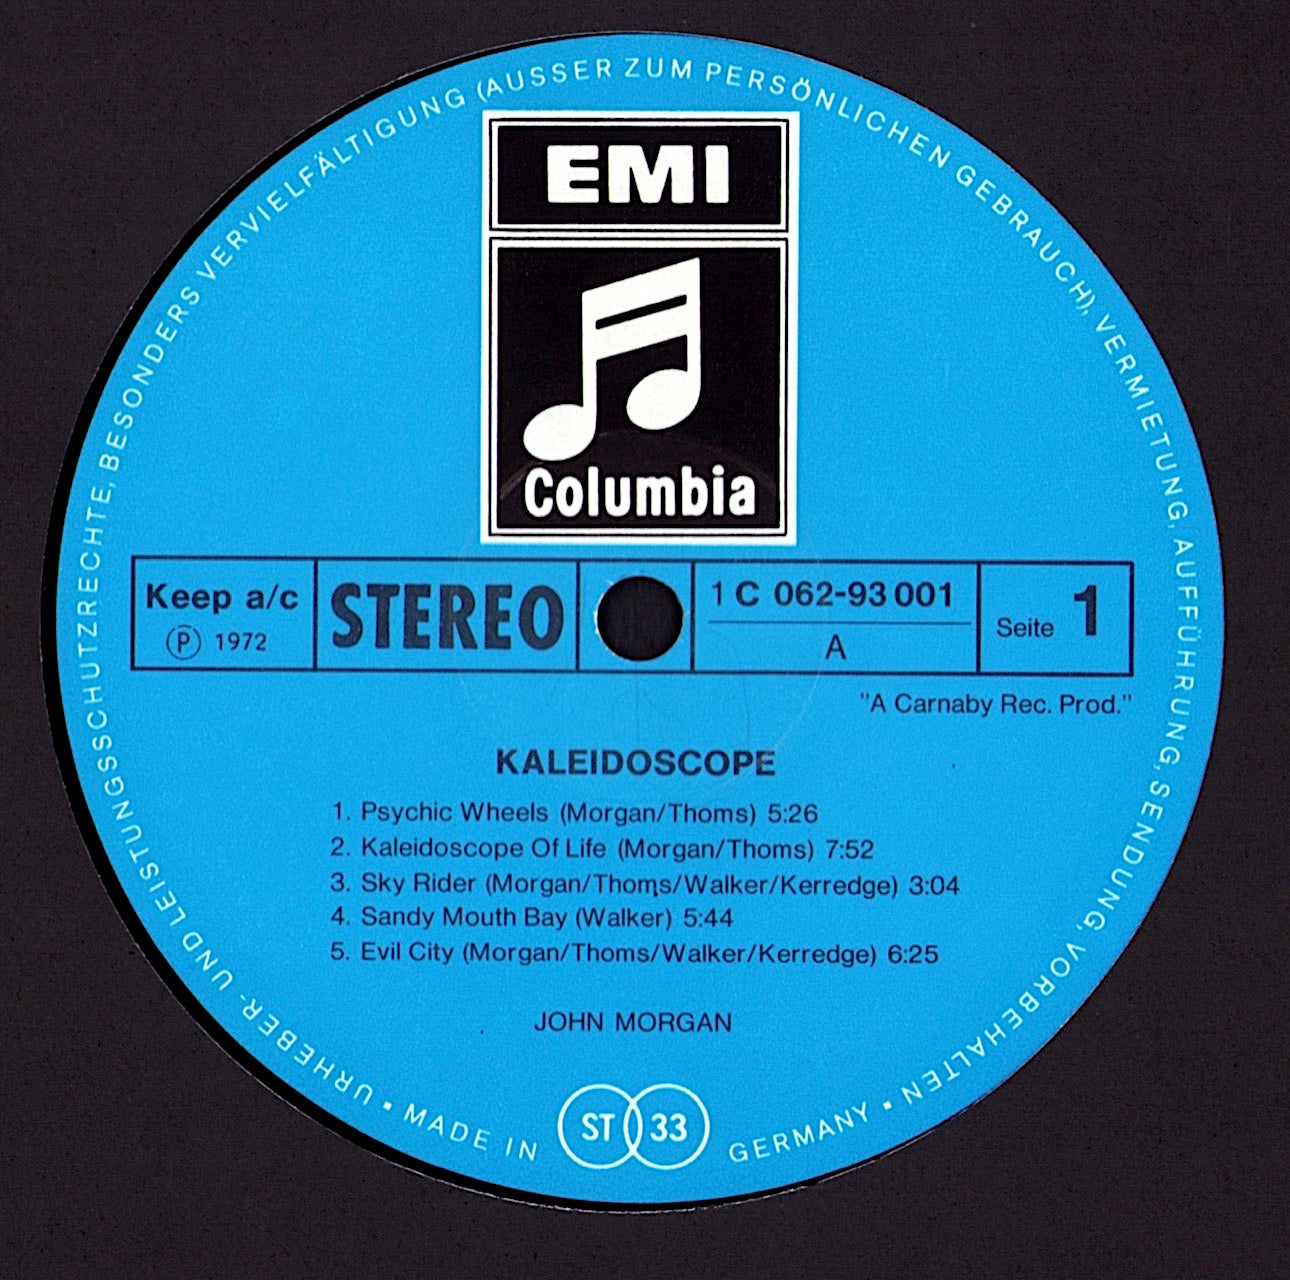 URHEBER- UND LEISTUNGSSCHUTZRECHTE, BESONDERS VERVIELFÄLTIGUNG (AUSSER ZUM PERSÖNLICHEN GEBRAUCH), VERMIETUNG, AUFFÜHRUNG, SENDUNG, VORBEHALTEN
EMI
Columbia
Keep a/c
Ⓟ 1972
STEREO
1 C 062-93 001
A
Seite 1
"A Carnaby Rec. Prod."
KALEIDOSCOPE
1. Psychic Wheels (Morgan/Thoms) 5:26
2. Kaleidoscope Of Life (Morgan/Thoms) 7:52
3. Sky Rider (Morgan/Thoms/Walker/Kerredge) 3:04
4. Sandy Mouth Bay (Walker) 5:44
5. Evil City (Morgan/Thoms/Walker/Kerredge) 6:25
JOHN MORGAN
ST 33
• MADE IN GERMANY •